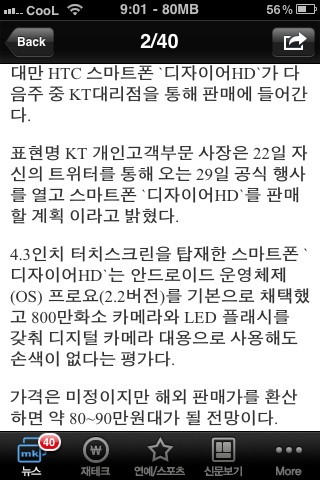 CooL 9:01 - 80MB 56%
Back 2/40
대만 HTC 스마트폰 `디자이어HD`가 다
음주 중 KT대리점을 통해 판매에 들어간
다.
표현명 KT 개인고객부문 사장은 22일 자
신의 트위터를 통해 오는 29일 공식 행사
를 열고 스마트폰 `디자이어HD`를 판매
할 계획 이라고 밝혔다.
4.3인치 터치스크린을 탑재한 스마트폰 `
디자이어HD`는 안드로이드 운영체제
(OS) 프로요(2.2버전)를 기본으로 채택했
고 800만화소 카메라와 LED 플래시를
갖춰 디지털 카메라 대용으로 사용해도
손색이 없다는 평가다.
가격은 미정이지만 해외 판매가를 환산
하면 약 80~90만원대가 될 전망이다.
mk 40 ₩
뉴스 재테크 연예/스포츠 신문보기 More